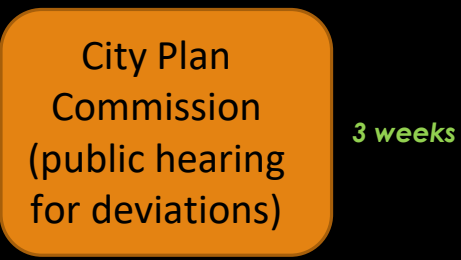 City Plan
Commission
(public hearing
for deviations)
3 weeks